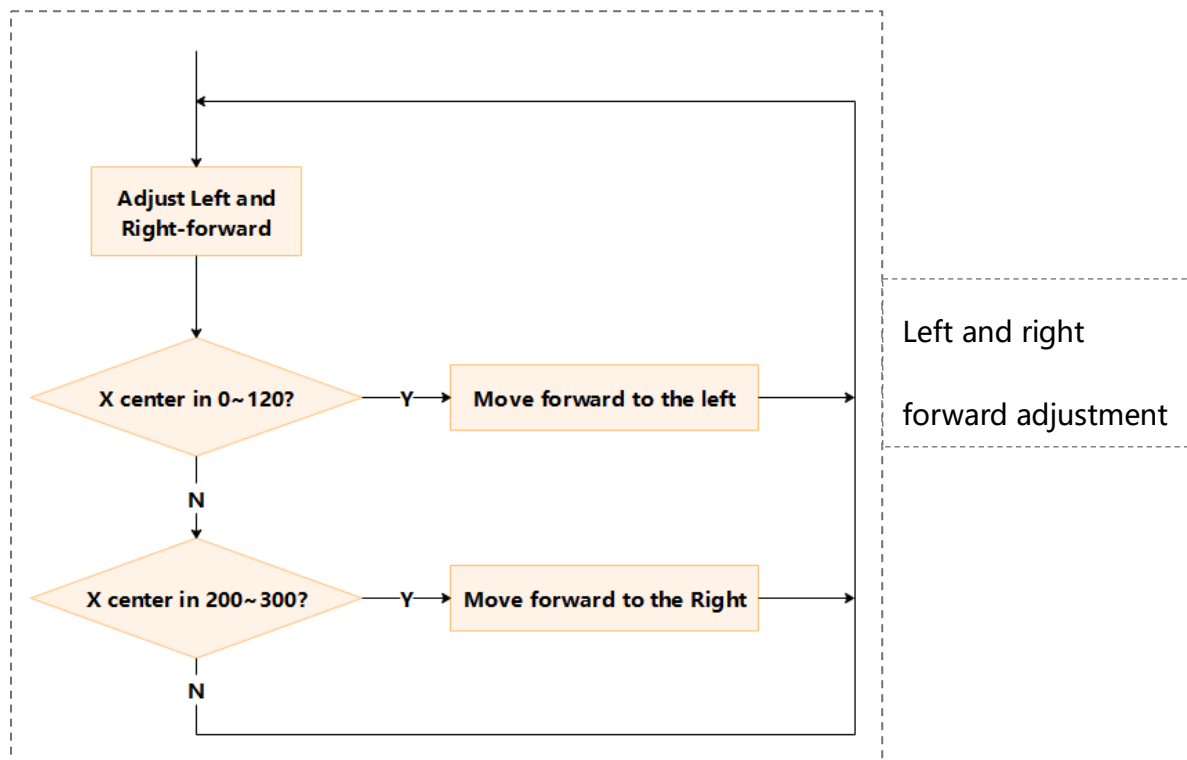 Adjust Left and
Right-forward
X center in 0~120?
Y
Move forward to the left
N
X center in 200~300?
Y
Move forward to the Right
N
Left and right
forward adjustment